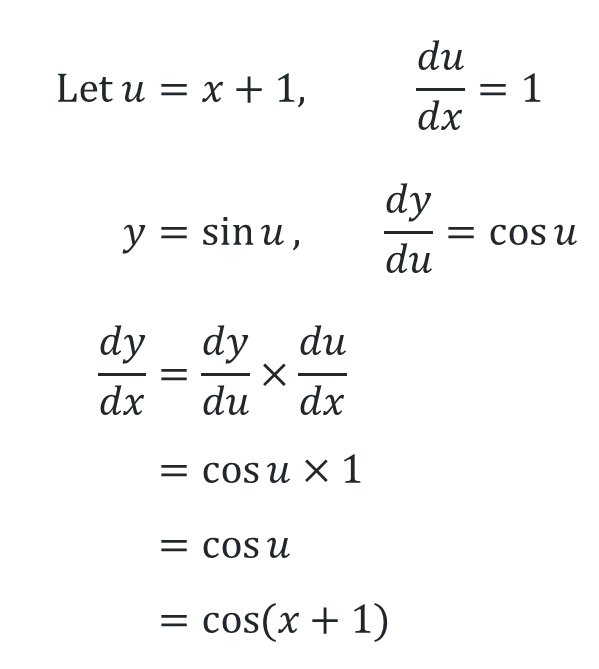 Let u = x + 1, du/dx = 1
y = sin u , dy/du = cos u
dy/dx = dy/du × du/dx
= cos u × 1
= cos u
= cos(x + 1)